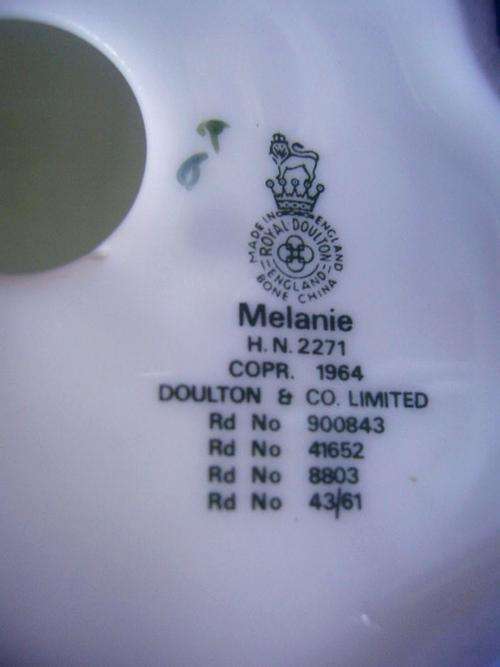 MADE IN ENGLAND
ROYAL DOULTON
ENGLAND
BONE CHINA
Melanie
H.N. 2271
COPR. 1964
DOULTON & CO. LIMITED
Rd No 900843
Rd No 41652
Rd No 8803
Rd No 43/61